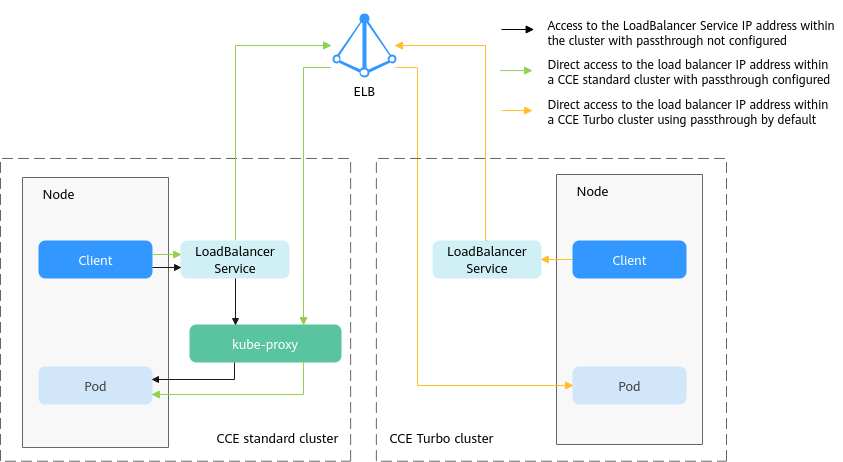 ELB
Access to the LoadBalancer Service IP address within
the cluster with passthrough not configured
Direct access to the load balancer IP address within
a CCE standard cluster with passthrough configured
Direct access to the load balancer IP address within
a CCE Turbo cluster using passthrough by default
Node
Client
LoadBalancer
Service
kube-proxy
Pod
CCE standard cluster
Node
LoadBalancer
Service
Client
Pod
CCE Turbo cluster